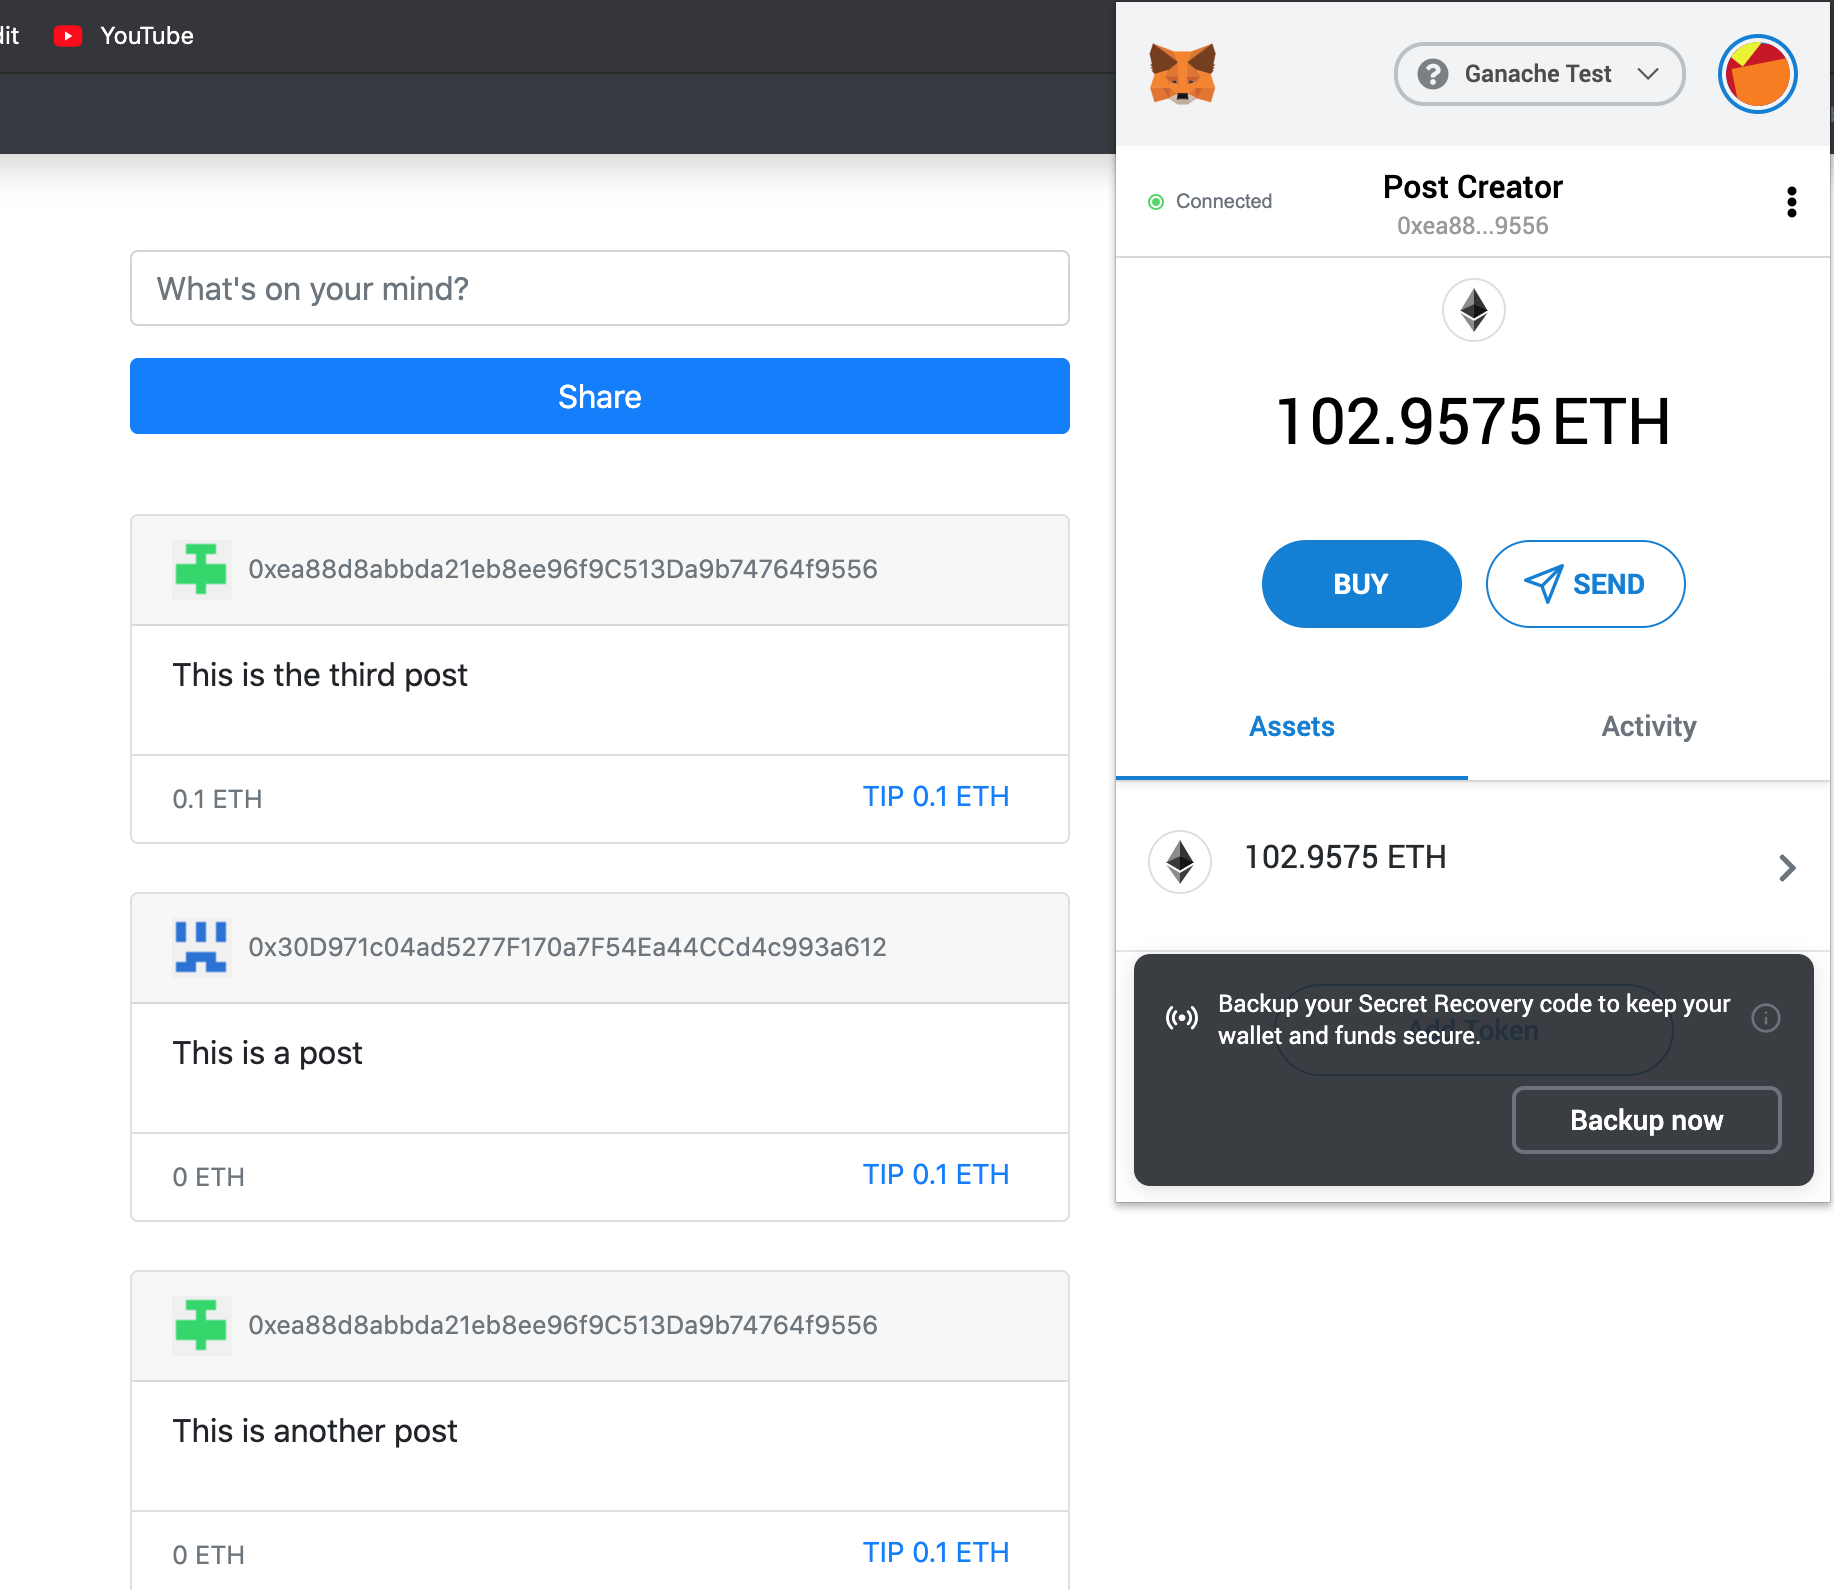 dit
YouTube
What's on your mind?
Share
0xea88d8abbda21eb8ee96f9C513Da9b74764f9556
This is the third post
0.1 ETH
TIP 0.1 ETH
0x30D971c04ad5277F170a7F54Ea44CCd4c993a612
This is a post
0 ETH
TIP 0.1 ETH
0xea88d8abbda21eb8ee96f9C513Da9b74764f9556
This is another post
0 ETH
TIP 0.1 ETH
Ganache Test
Connected
Post Creator
0xea88...9556
102.9575 ETH
BUY
SEND
Assets
Activity
102.9575 ETH
Backup your Secret Recovery code to keep your
wallet and funds secure.
Add Token
Backup now